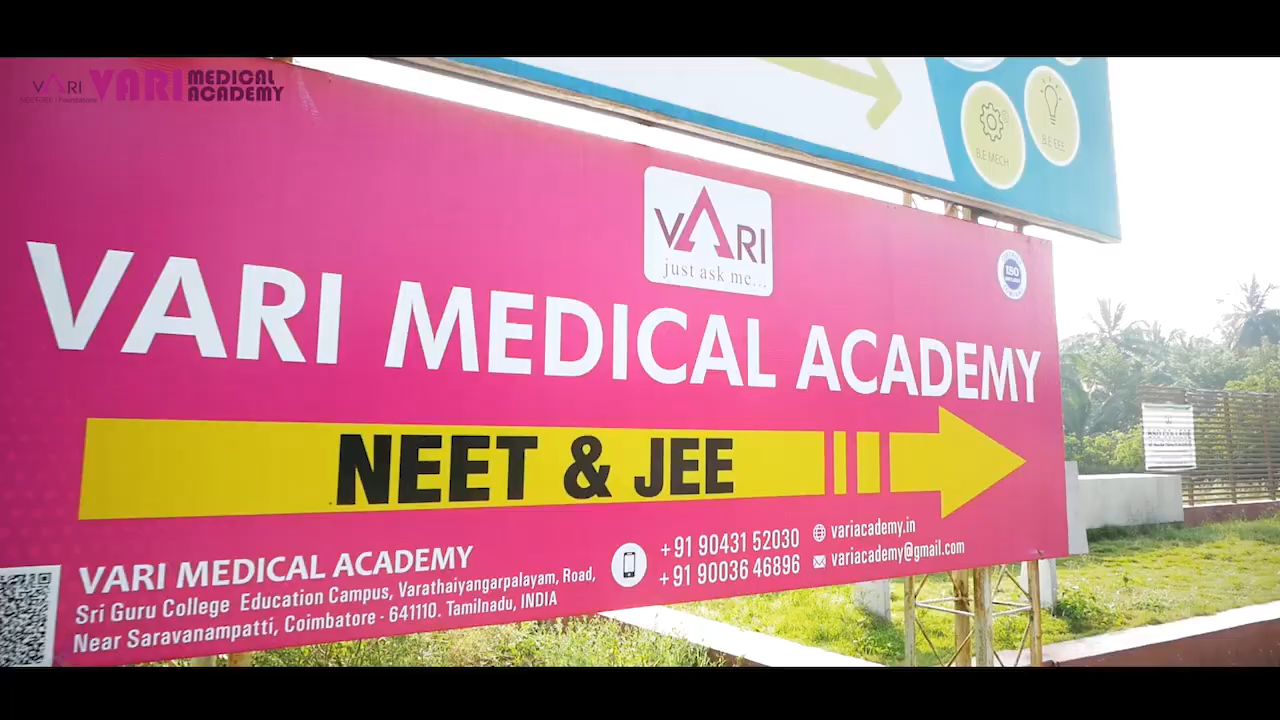 VARI
VARI MEDICAL
ACADEMY
B.E MECH
B.E EEE
VARI
just ask me...
ISO
VARI MEDICAL ACADEMY
NEET & JEE
VARI MEDICAL ACADEMY
Sri Guru College Education Campus, Varathaiyangarpalayam, Road,
Near Saravanampatti, Coimbatore - 641110. Tamilnadu, INDIA
+91 90431 52030
+91 90036 46896
variacademy.in
variacademy@gmail.com